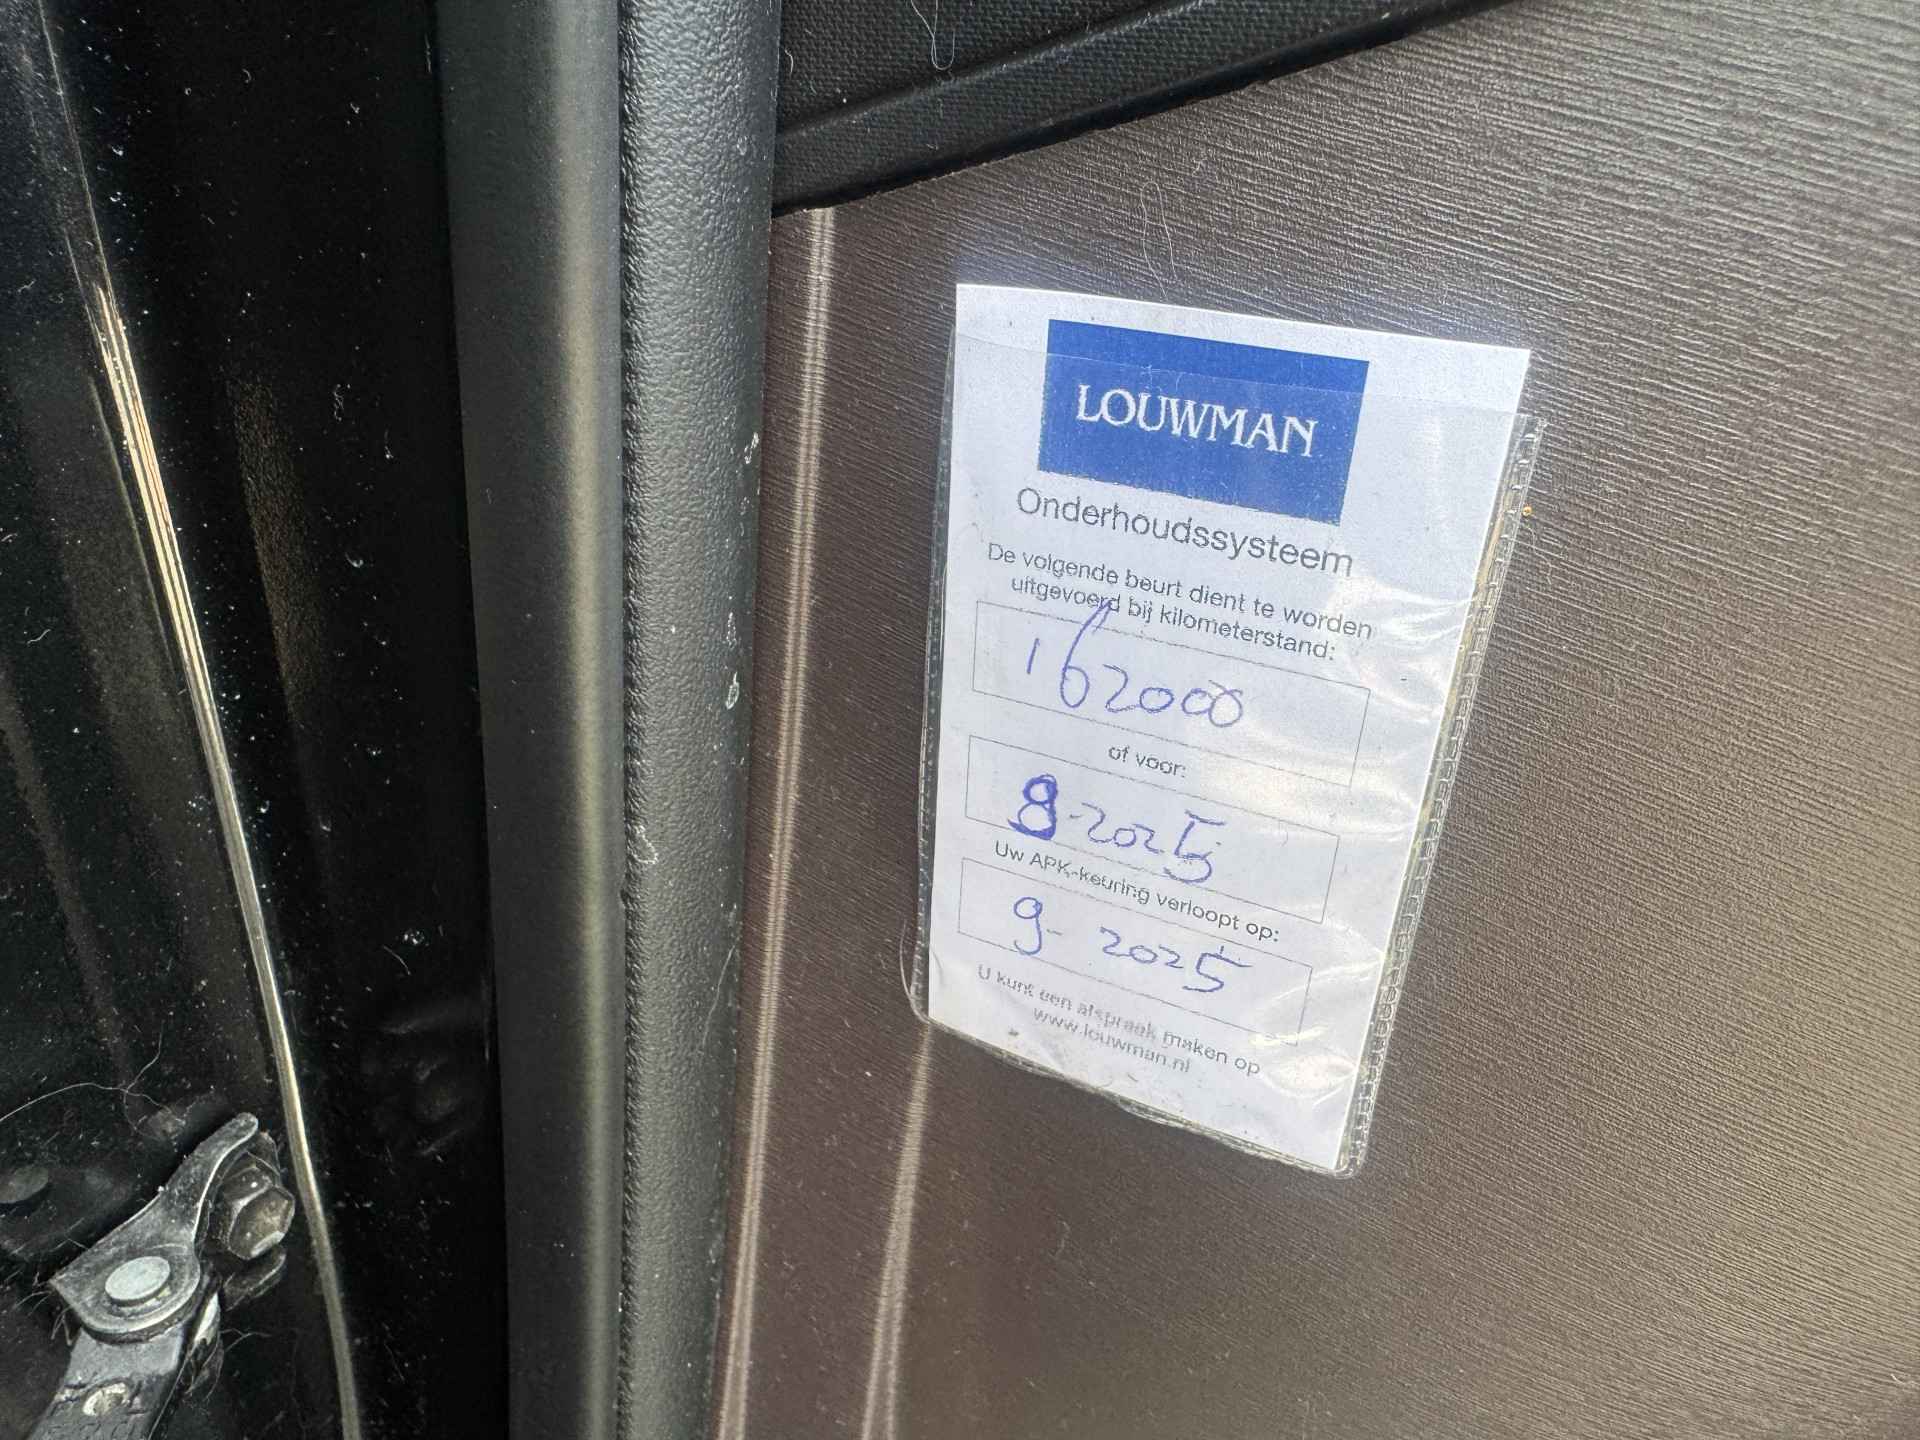 LOUWMAN
Onderhoudssysteem
De volgende beurt dient te worden
uitgevoerd bij kilometerstand:
162000
of voor:
8-2025
Uw APK-keuring verloopt op:
9-2025
U kunt een afspraak maken op
www.louwman.nl